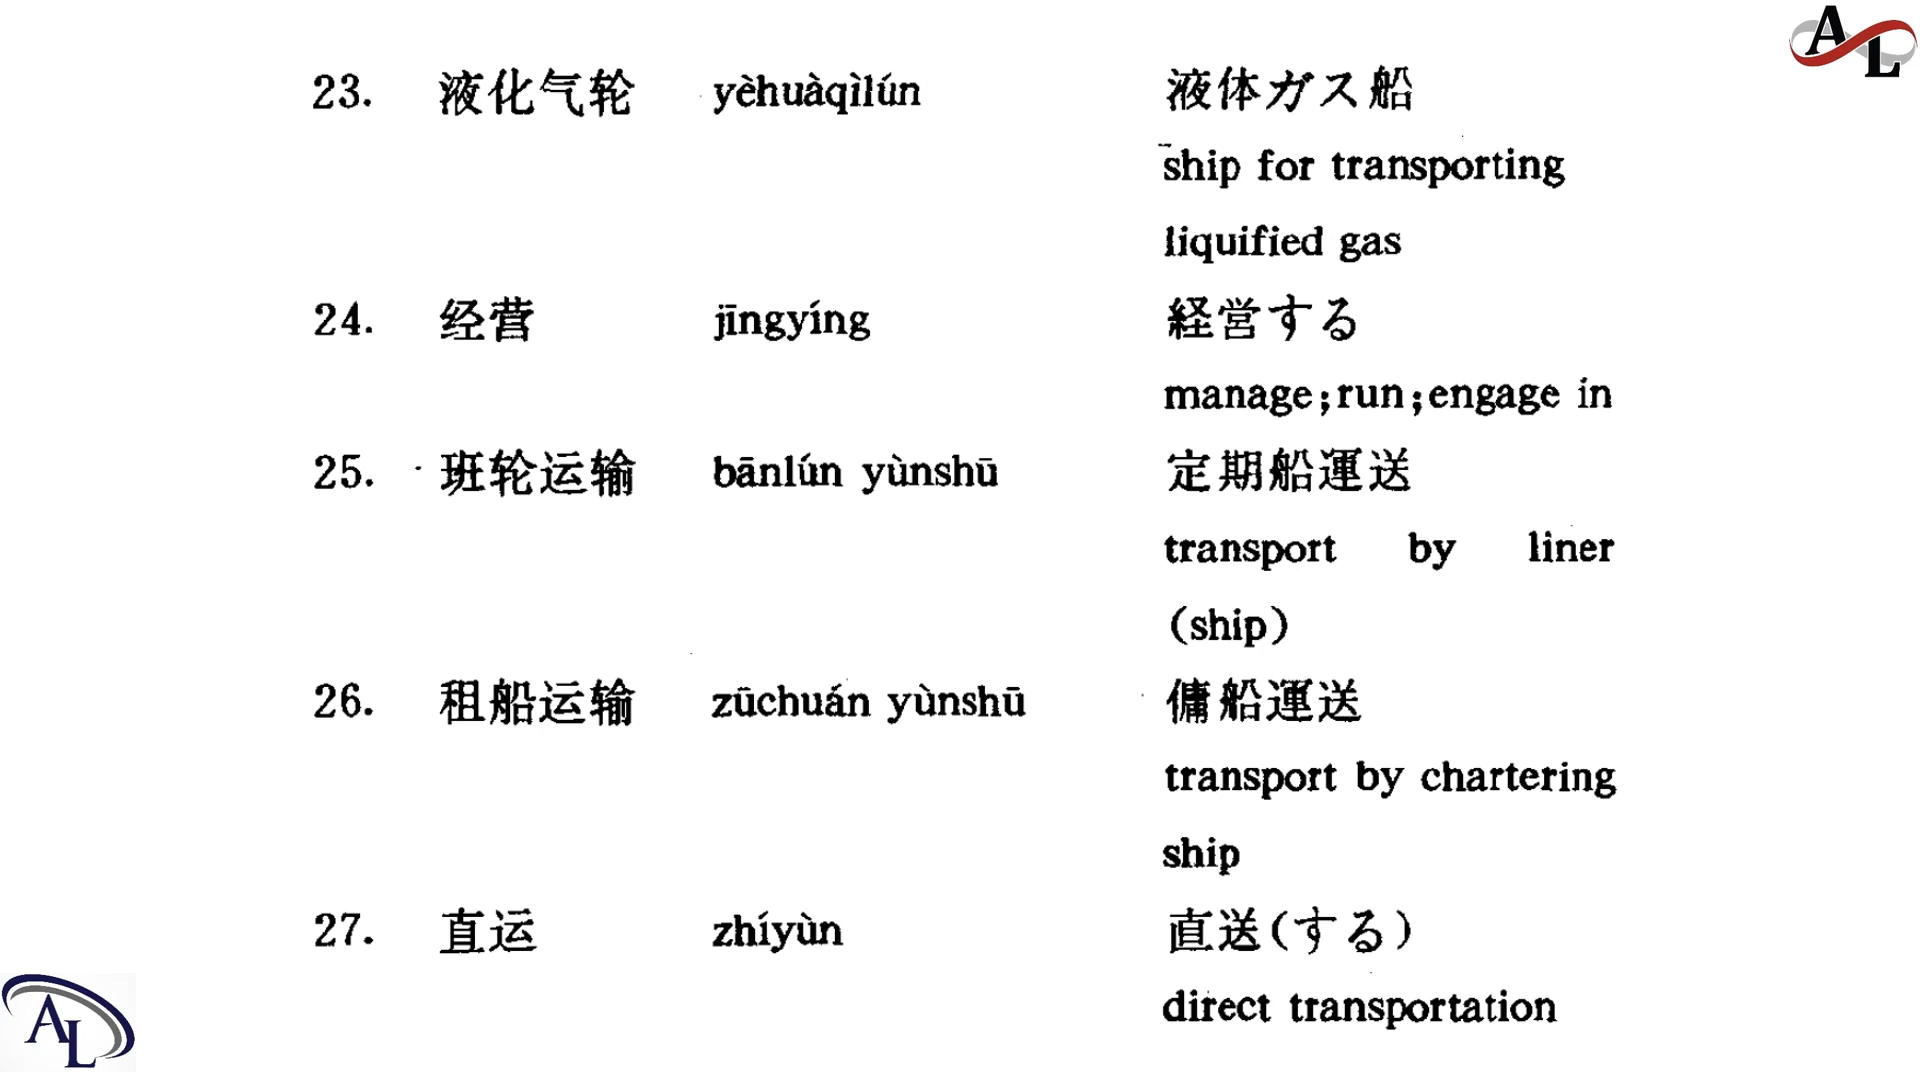 AL
23. 液化气轮 yèhuàqìlún 液体ガス船
ship for transporting
liquified gas
24. 经营 jīngyíng 経営する
manage;run;engage in
25. 班轮运输 bānlún yùnshū 定期船運送
transport by liner
(ship)
26. 租船运输 zūchuán yùnshū 傭船運送
transport by chartering
ship
27. 直运 zhíyùn 直送(する)
direct transportation
AL